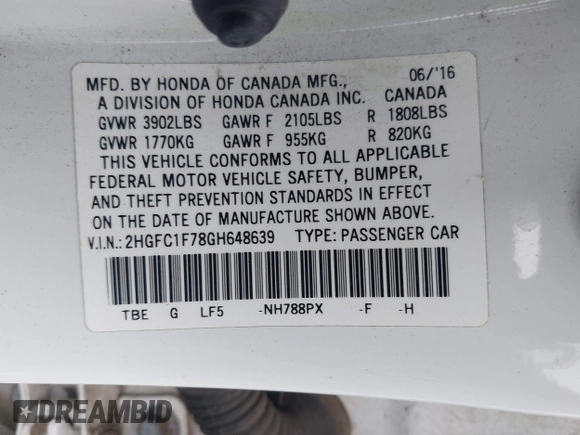 MFD. BY HONDA OF CANADA MFG., 06/'16
A DIVISION OF HONDA CANADA INC. CANADA
GVWR 3902LBS GAWR F 2105LBS R 1808LBS
GVWR 1770KG GAWR F 955KG R 820KG
THIS VEHICLE CONFORMS TO ALL APPLICABLE
FEDERAL MOTOR VEHICLE SAFETY, BUMPER,
AND THEFT PREVENTION STANDARDS IN EFFECT
ON THE DATE OF MANUFACTURE SHOWN ABOVE.
V.I.N.: 2HGFC1F78GH648639 TYPE: PASSENGER CAR
TBE G LF5 -NH788PX -F -H
DREAMBID